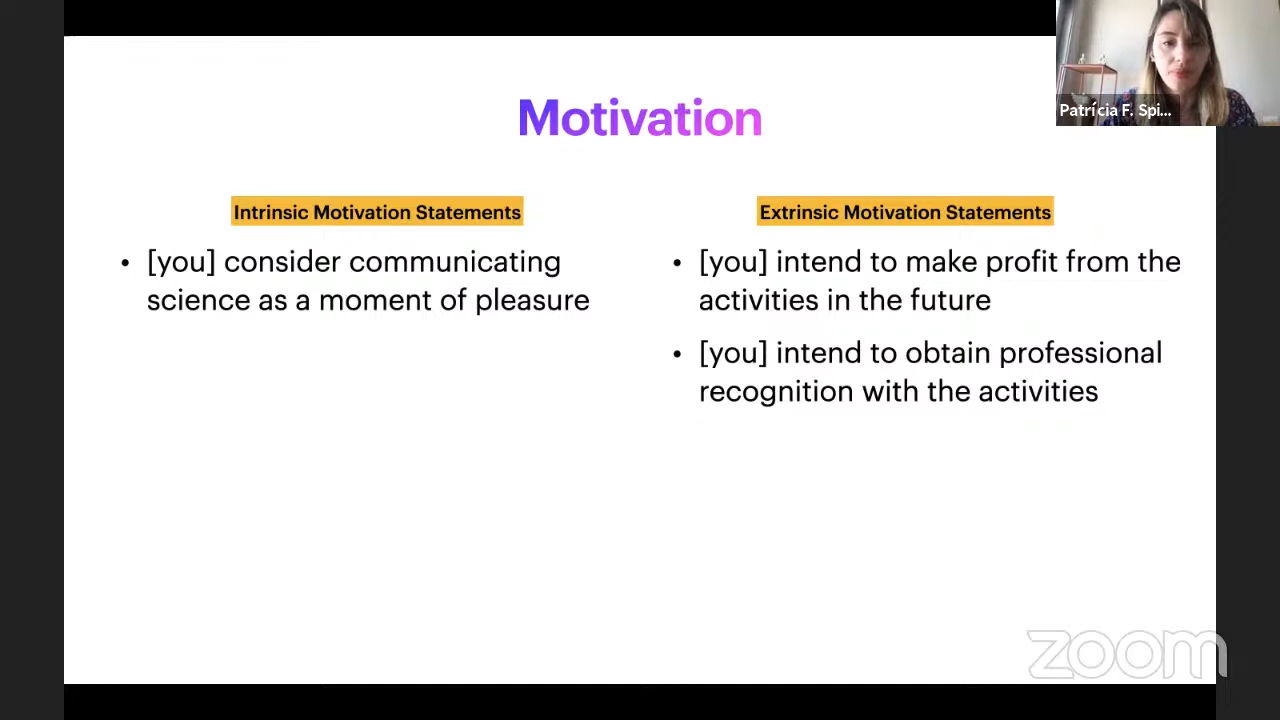 Motivation
Patrícia F. Spi...
Intrinsic Motivation Statements
• [you] consider communicating
science as a moment of pleasure
Extrinsic Motivation Statements
• [you] intend to make profit from the
activities in the future
• [you] intend to obtain professional
recognition with the activities
zoom